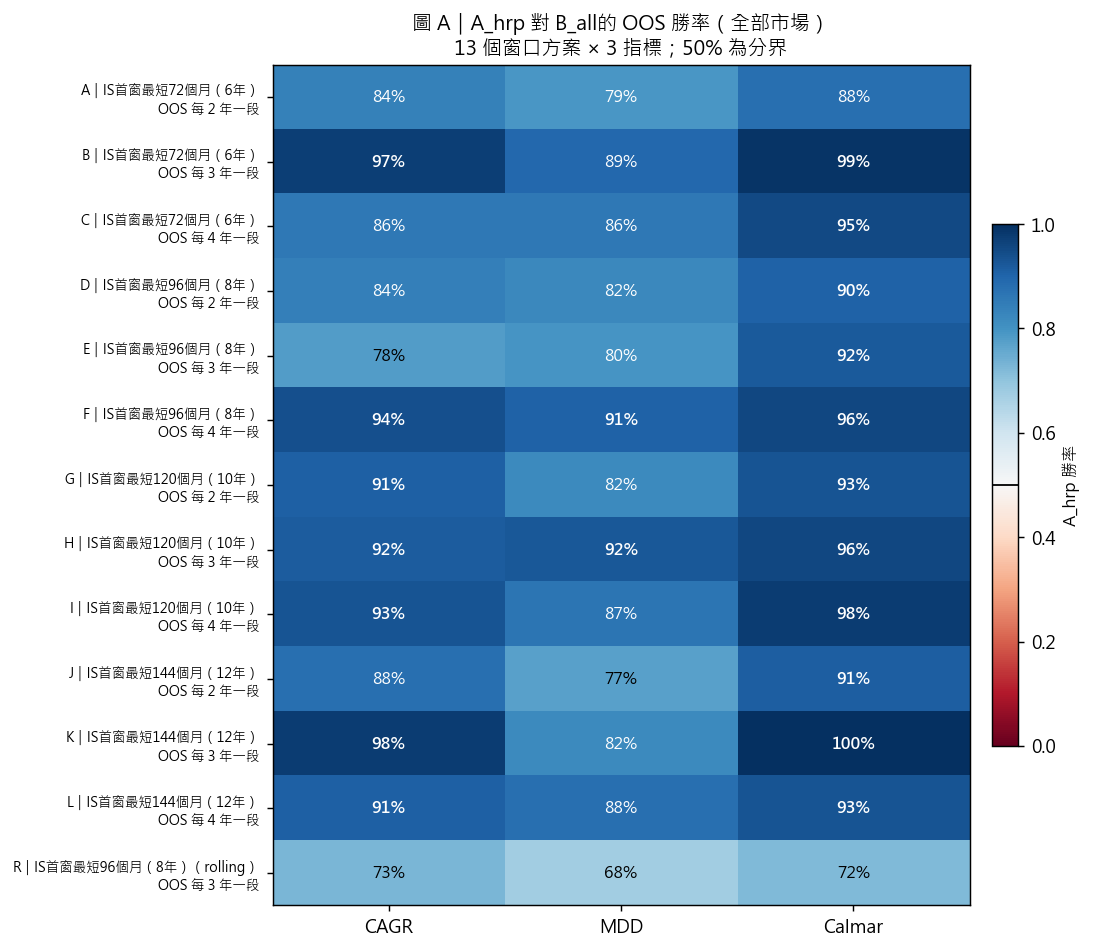 圖 A｜A_hrp 對 B_all的 OOS 勝率（全部市場）
13 個窗口方案 × 3 指標；50% 為分界
A｜IS首窗最短72個月（6年）
OOS 每 2 年一段
84%
79%
88%
B｜IS首窗最短72個月（6年）
OOS 每 3 年一段
97%
89%
99%
C｜IS首窗最短72個月（6年）
OOS 每 4 年一段
86%
86%
95%
D｜IS首窗最短96個月（8年）
OOS 每 2 年一段
84%
82%
90%
E｜IS首窗最短96個月（8年）
OOS 每 3 年一段
78%
80%
92%
F｜IS首窗最短96個月（8年）
OOS 每 4 年一段
94%
91%
96%
G｜IS首窗最短120個月（10年）
OOS 每 2 年一段
91%
82%
93%
H｜IS首窗最短120個月（10年）
OOS 每 3 年一段
92%
92%
96%
I｜IS首窗最短120個月（10年）
OOS 每 4 年一段
93%
87%
98%
J｜IS首窗最短144個月（12年）
OOS 每 2 年一段
88%
77%
91%
K｜IS首窗最短144個月（12年）
OOS 每 3 年一段
98%
82%
100%
L｜IS首窗最短144個月（12年）
OOS 每 4 年一段
91%
88%
93%
R｜IS首窗最短96個月（8年）（rolling）
OOS 每 3 年一段
73%
68%
72%
CAGR
MDD
Calmar
1.0
0.8
0.6
0.4
0.2
0.0
A_hrp 勝率